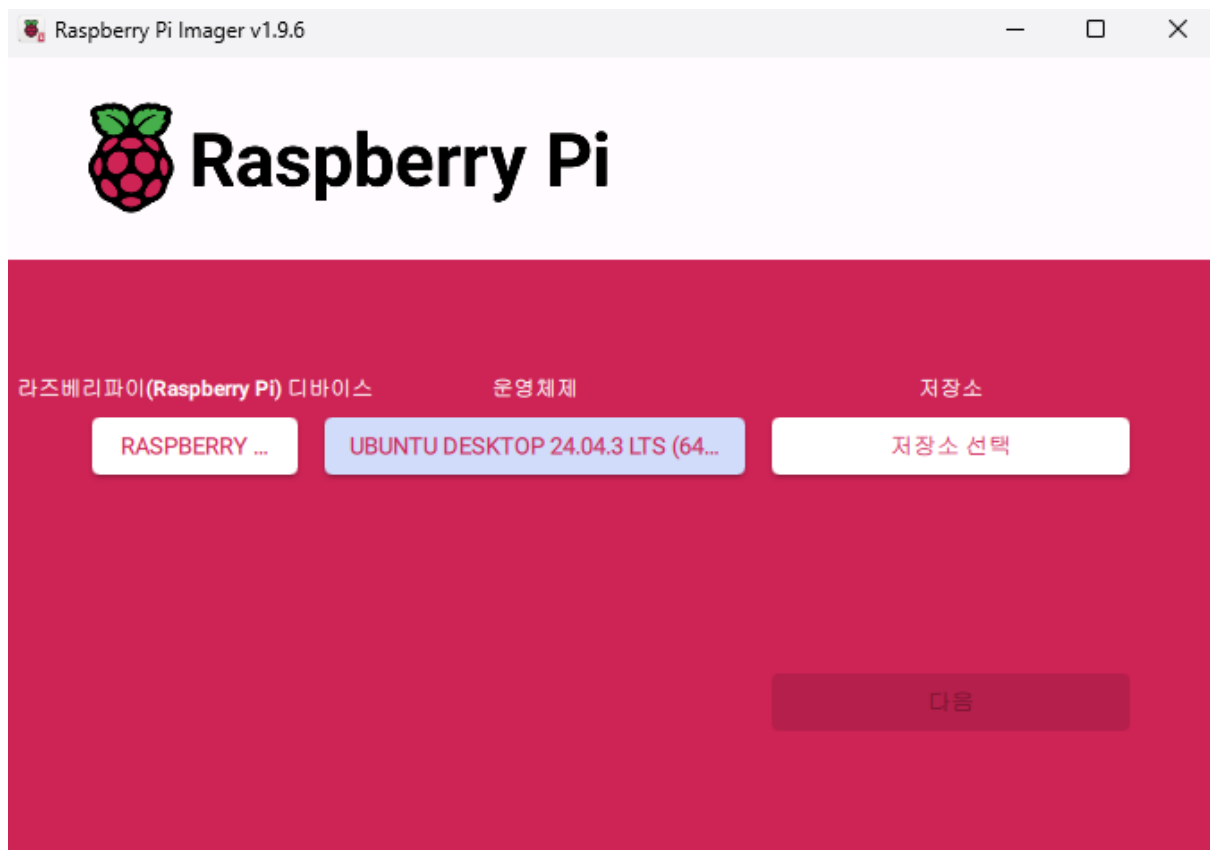 Raspberry Pi Imager v1.9.6
Raspberry Pi
라즈베리파이(Raspberry Pi) 디바이스 운영체제 저장소
RASPBERRY ... UBUNTU DESKTOP 24.04.3 LTS (64... 저장소 선택
다음